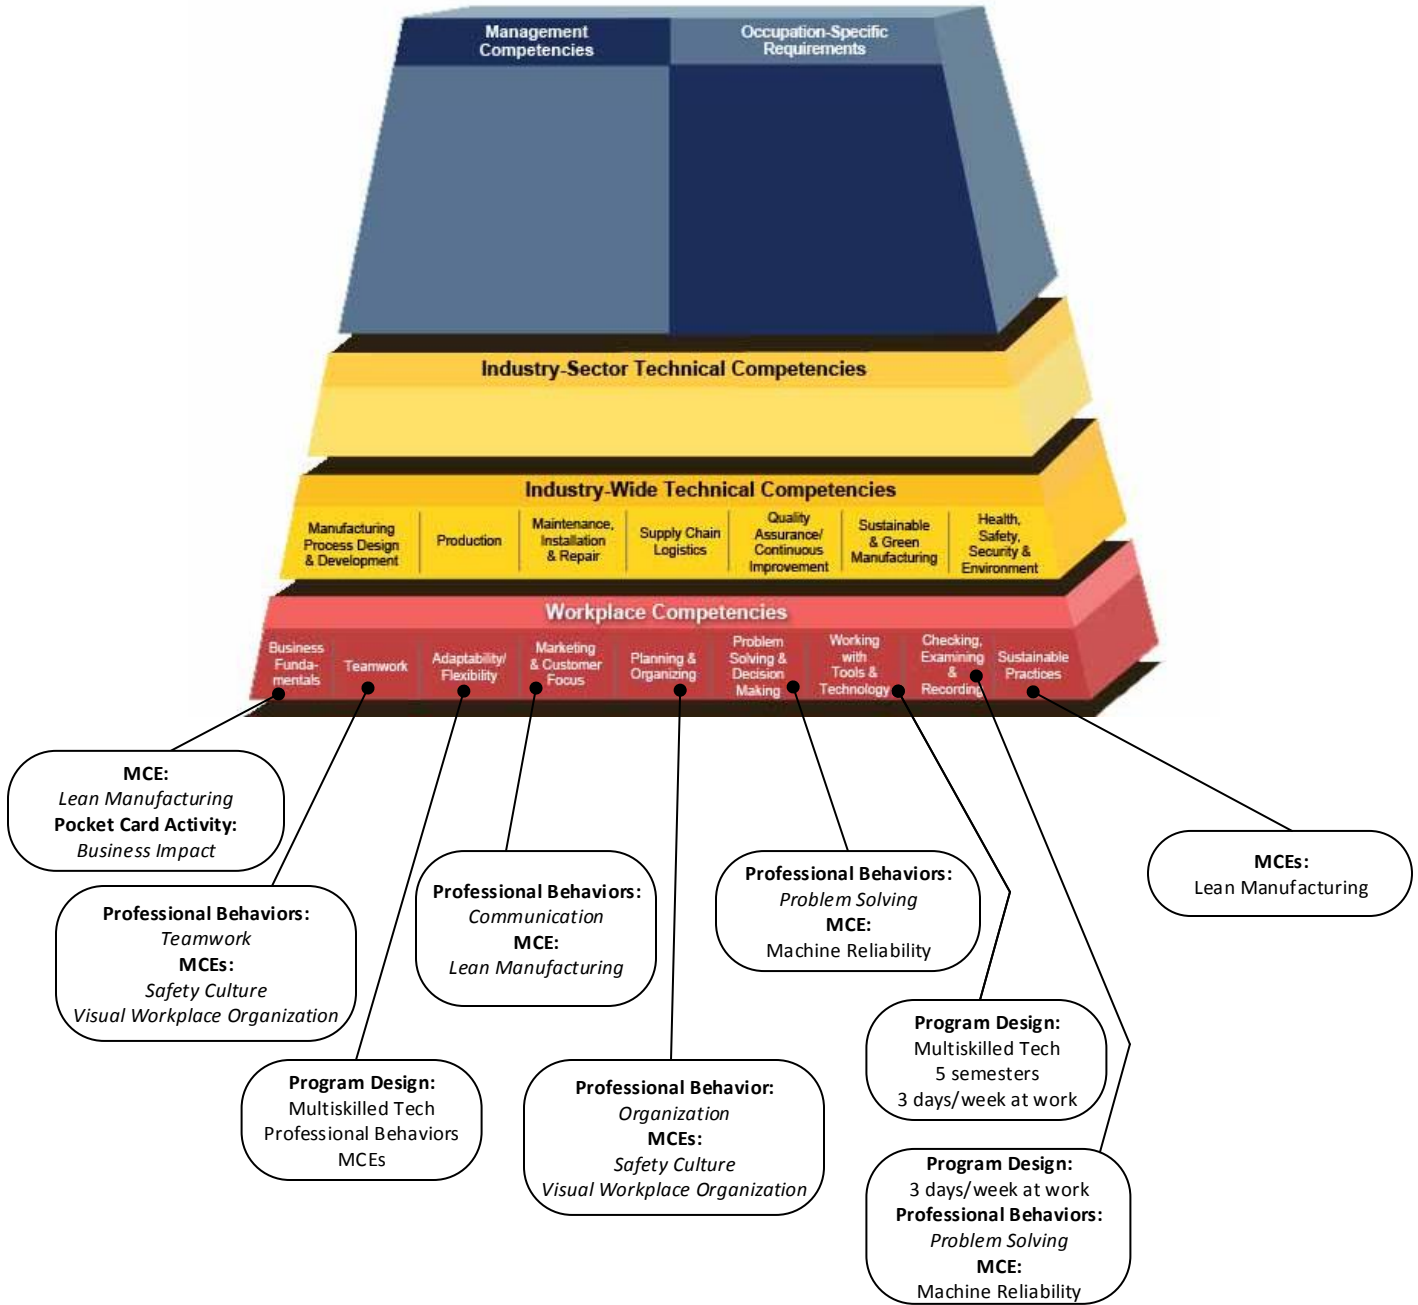 Management
Competencies
Occupation-Specific
Requirements
Industry-Sector Technical Competencies
Industry-Wide Technical Competencies
Manufacturing
Process Design
& Development
Production
Maintenance,
Installation
& Repair
Supply Chain
Logistics
Quality
Assurance/
Continuous
Improvement
Sustainable
& Green
Manufacturing
Health,
Safety,
Security &
Environment
Workplace Competencies
Business
Funda-
mentals
Teamwork
Adaptability/
Flexibility
Marketing
& Customer
Focus
Planning &
Organizing
Problem
Solving &
Decision
Making
Working
with
Tools &
Technology
Checking,
Examining
&
Recording
Sustainable
Practices
MCE:
Lean Manufacturing
Pocket Card Activity:
Business Impact
Professional Behaviors:
Teamwork
MCEs:
Safety Culture
Visual Workplace Organization
Program Design:
Multiskilled Tech
Professional Behaviors
MCEs
Professional Behaviors:
Communication
MCE:
Lean Manufacturing
Professional Behavior:
Organization
MCEs:
Safety Culture
Visual Workplace Organization
Professional Behaviors:
Problem Solving
MCE:
Machine Reliability
Program Design:
Multiskilled Tech
5 semesters
3 days/week at work
Program Design:
3 days/week at work
Professional Behaviors:
Problem Solving
MCE:
Machine Reliability
MCEs:
Lean Manufacturing